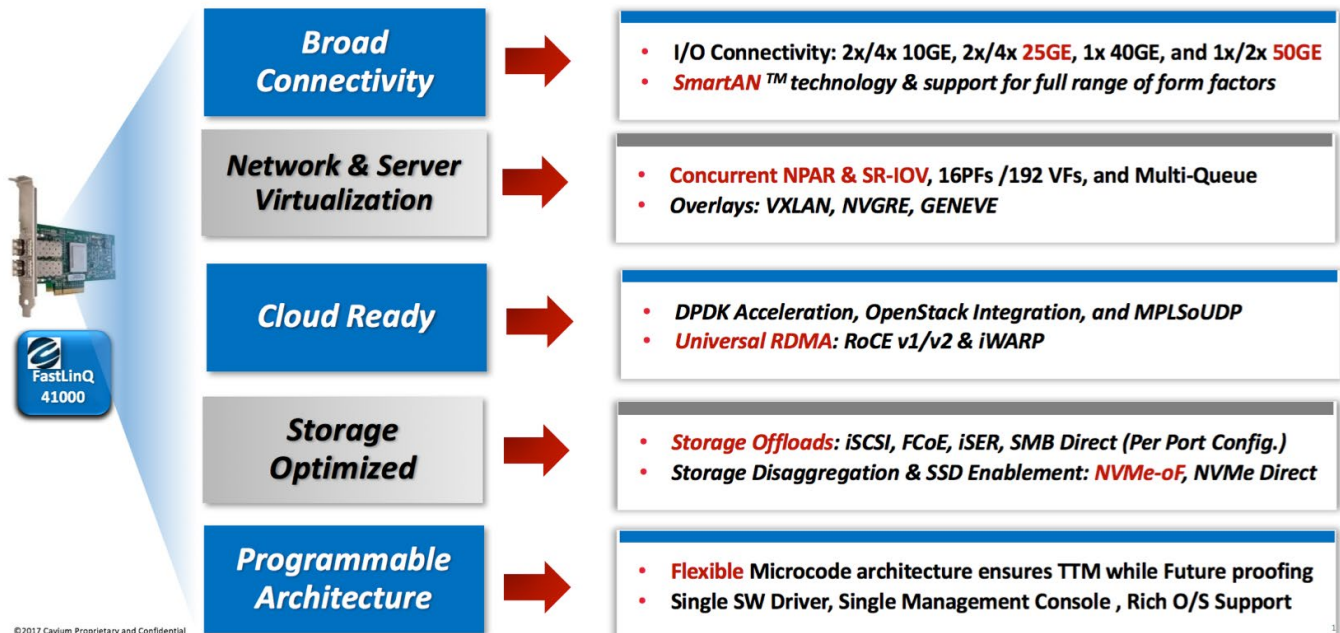 Broad
Connectivity
• I/O Connectivity: 2x/4x 10GE, 2x/4x 25GE, 1x 40GE, and 1x/2x 50GE
• SmartAN ™ technology & support for full range of form factors
Network & Server
Virtualization
• Concurrent NPAR & SR-IOV, 16PFs /192 VFs, and Multi-Queue
• Overlays: VXLAN, NVGRE, GENEVE
Cloud Ready
• DPDK Acceleration, OpenStack Integration, and MPLSoUDP
• Universal RDMA: RoCE v1/v2 & iWARP
FastLinQ
41000
Storage
Optimized
• Storage Offloads: iSCSI, FCoE, iSER, SMB Direct (Per Port Config.)
• Storage Disaggregation & SSD Enablement: NVMe-oF, NVMe Direct
Programmable
Architecture
• Flexible Microcode architecture ensures TTM while Future proofing
• Single SW Driver, Single Management Console , Rich O/S Support
©2017 Cavium Proprietary and Confidential
1